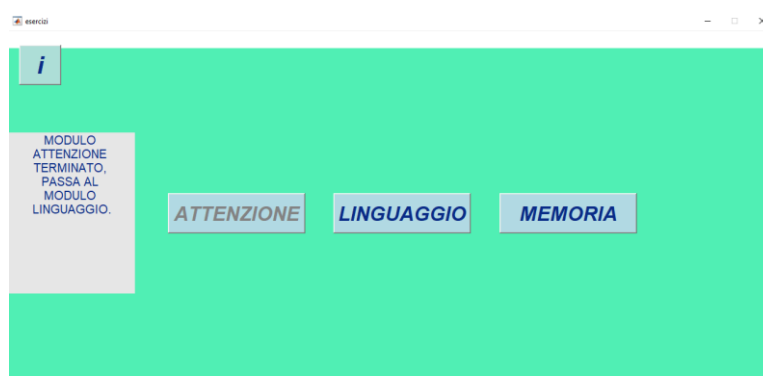 esercizi
i
MODULO
ATTENZIONE
TERMINATO,
PASSA AL
MODULO
LINGUAGGIO.
ATTENZIONE
LINGUAGGIO
MEMORIA